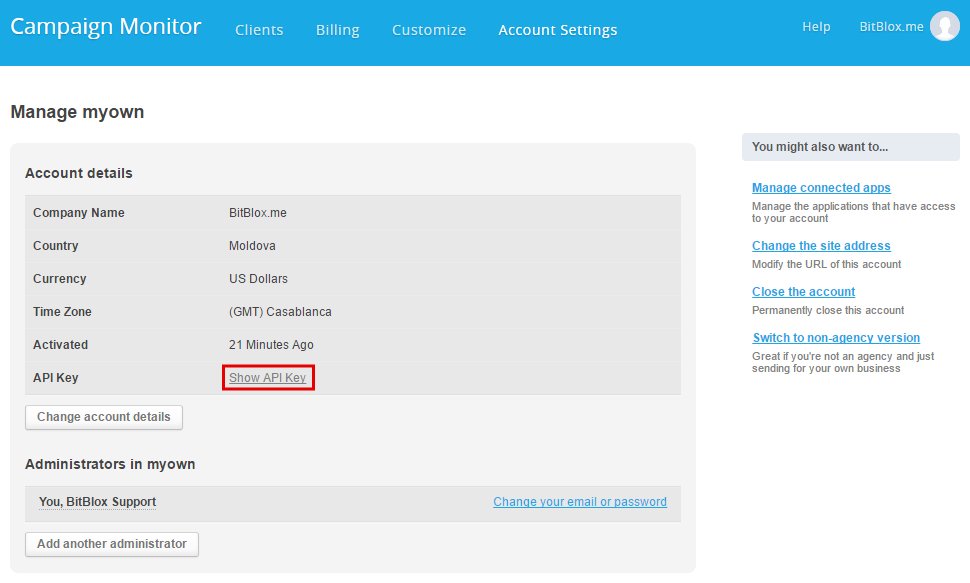 Campaign Monitor Clients Billing Customize Account Settings Help BitBlox.me
Manage myown
Account details
Company Name BitBlox.me
Country Moldova
Currency US Dollars
Time Zone (GMT) Casablanca
Activated 21 Minutes Ago
API Key Show API Key
Change account details
Administrators in myown
You, BitBlox Support Change your email or password
Add another administrator
You might also want to...
Manage connected apps
Manage the applications that have access
to your account
Change the site address
Modify the URL of this account
Close the account
Permanently close this account
Switch to non-agency version
Great if you're not an agency and just
sending for your own business